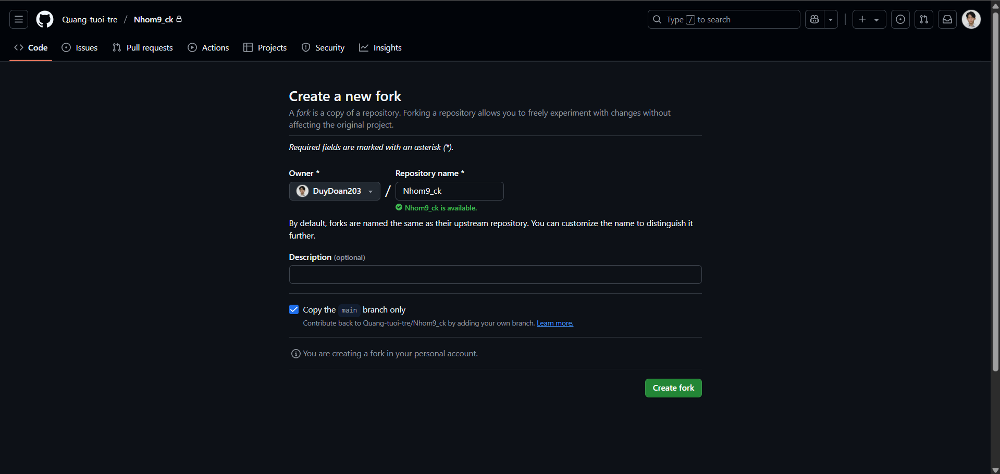 Quang-tuoi-tre / Nhom9_ck
Type / to search
Code Issues Pull requests Actions Projects Security Insights
Create a new fork
A fork is a copy of a repository. Forking a repository allows you to freely experiment with changes without
affecting the original project.
Required fields are marked with an asterisk (*).
Owner * Repository name *
DuyDoan203 / Nhom9_ck
Nhom9_ck is available.
By default, forks are named the same as their upstream repository. You can customize the name to distinguish it
further.
Description (optional)
Copy the main branch only
Contribute back to Quang-tuoi-tre/Nhom9_ck by adding your own branch. Learn more.
You are creating a fork in your personal account.
Create fork